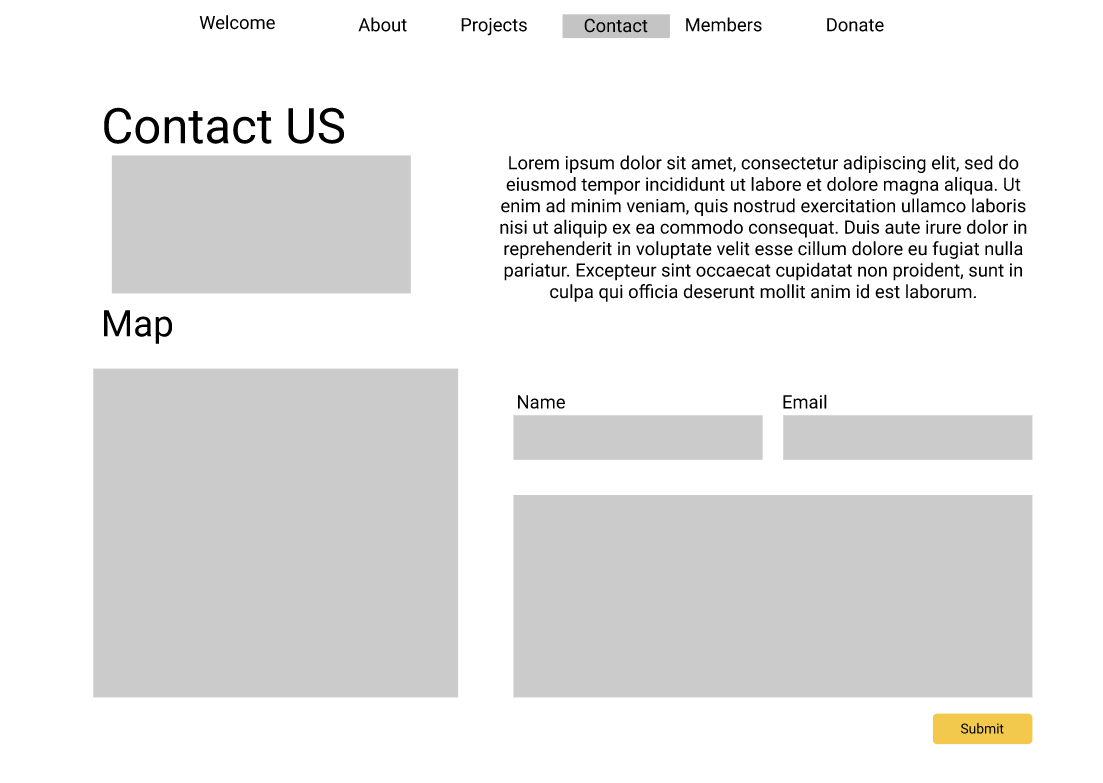 Welcome About Projects Contact Members Donate
Contact US
Lorem ipsum dolor sit amet, consectetur adipiscing elit, sed do
eiusmod tempor incididunt ut labore et dolore magna aliqua. Ut
enim ad minim veniam, quis nostrud exercitation ullamco laboris
nisi ut aliquip ex ea commodo consequat. Duis aute irure dolor in
reprehenderit in voluptate velit esse cillum dolore eu fugiat nulla
pariatur. Excepteur sint occaecat cupidatat non proident, sunt in
culpa qui officia deserunt mollit anim id est laborum.
Map
Name Email
Submit